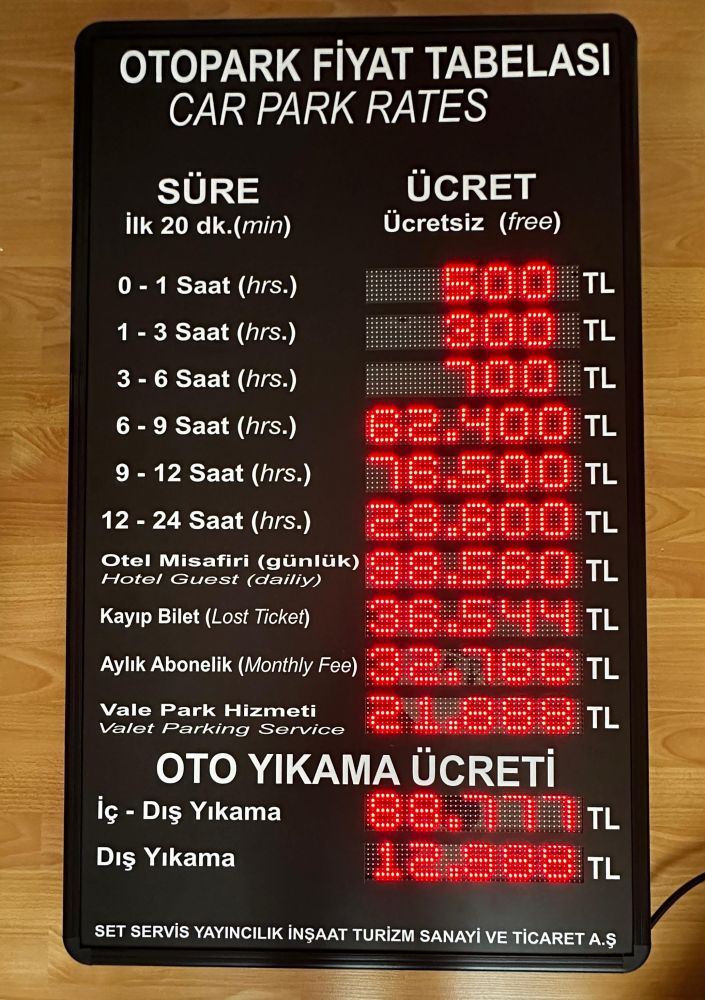 OTOPARK FİYAT TABELASI
CAR PARK RATES
SÜRE ÜCRET
İlk 20 dk.(min) Ücretsiz (free)
0 - 1 Saat (hrs.) 500 TL
1 - 3 Saat (hrs.) 300 TL
3 - 6 Saat (hrs.) 700 TL
6 - 9 Saat (hrs.) 62.400 TL
9 - 12 Saat (hrs.) 76.500 TL
12 - 24 Saat (hrs.) 28.600 TL
Otel Misafiri (günlük) 98.560 TL
Hotel Guest (dailiy)
Kayıp Bilet (Lost Ticket) 36.544 TL
Aylık Abonelik (Monthly Fee) 32.766 TL
Vale Park Hizmeti 21.999 TL
Valet Parking Service
OTO YIKAMA ÜCRETİ
İç - Dış Yıkama 88.777 TL
Dış Yıkama 12.999 TL
SET SERVİS YAYINCILIK İNŞAAT TURİZM SANAYİ VE TİCARET A.Ş